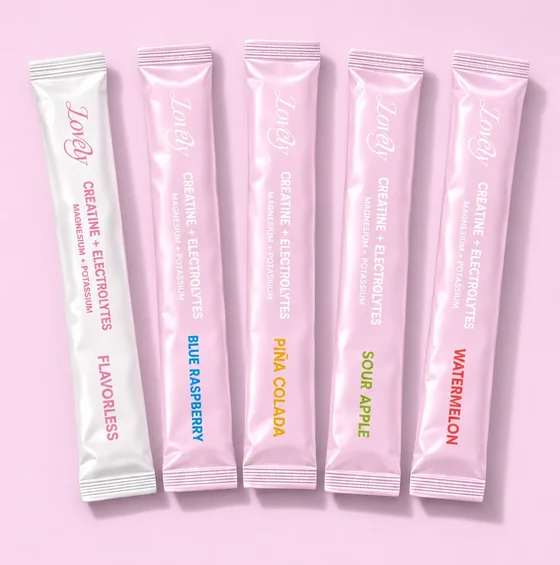 Lovely
CREATINE + ELECTROLYTES
MAGNESIUM + POTASSIUM
FLAVORLESS
Lovely
CREATINE + ELECTROLYTES
MAGNESIUM + POTASSIUM
BLUE RASPBERRY
Lovely
CREATINE + ELECTROLYTES
MAGNESIUM + POTASSIUM
PIÑA COLADA
Lovely
CREATINE + ELECTROLYTES
MAGNESIUM + POTASSIUM
SOUR APPLE
Lovely
CREATINE + ELECTROLYTES
MAGNESIUM + POTASSIUM
WATERMELON